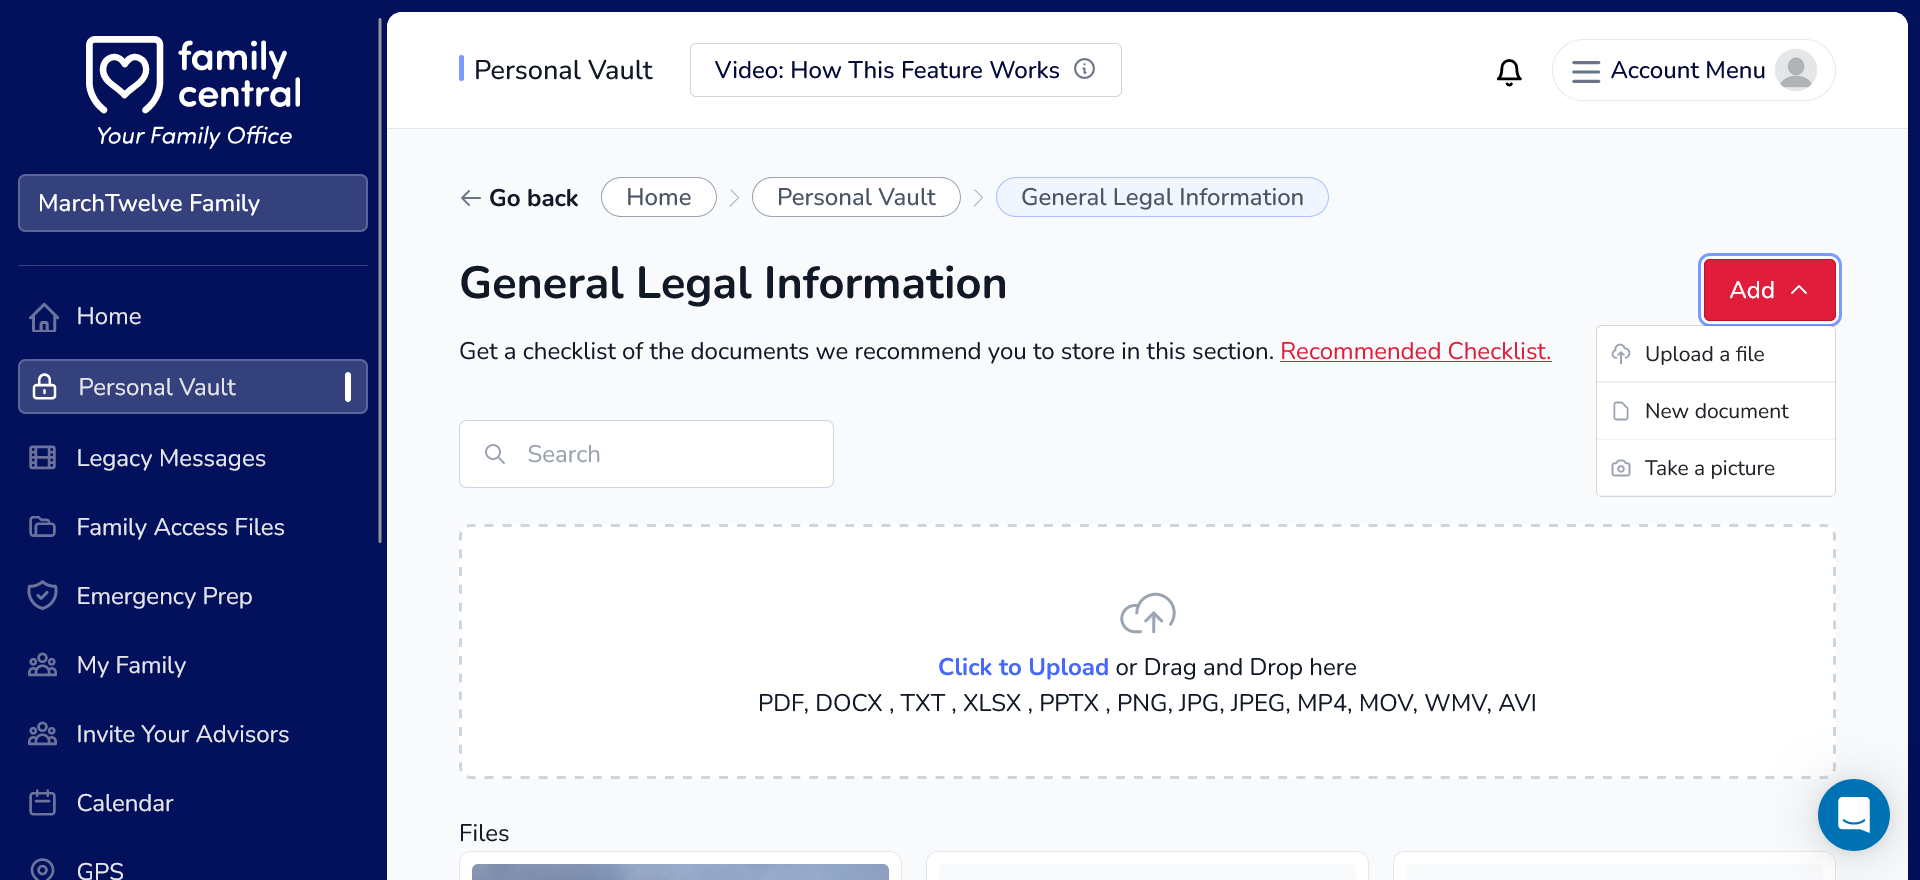 family
central
Your Family Office
MarchTwelve Family
Home
Personal Vault
Legacy Messages
Family Access Files
Emergency Prep
My Family
Invite Your Advisors
Calendar
GPS
Personal Vault
Video: How This Feature Works
Account Menu
Go back
Home
Personal Vault
General Legal Information
General Legal Information
Add
Get a checklist of the documents we recommend you to store in this section. Recommended Checklist.
Upload a file
New document
Take a picture
Search
Click to Upload or Drag and Drop here
PDF, DOCX , TXT , XLSX , PPTX , PNG, JPG, JPEG, MP4, MOV, WMV, AVI
Files